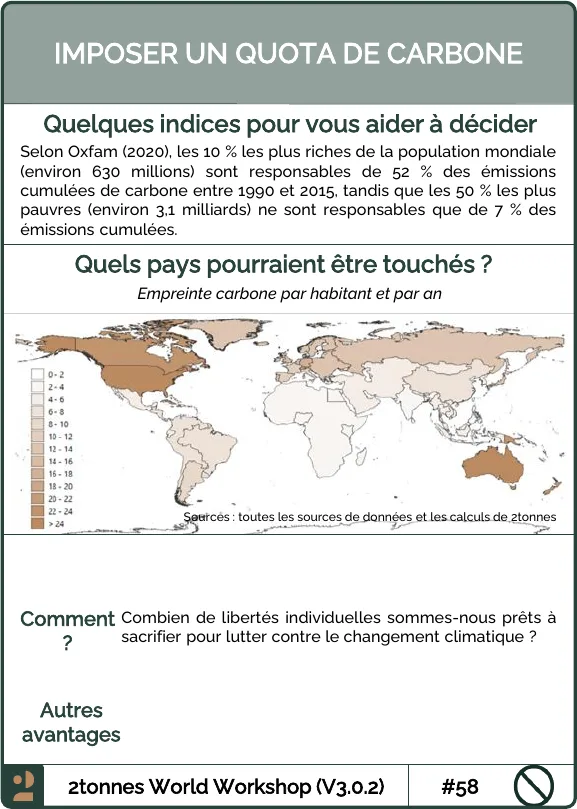 IMPOSER UN QUOTA DE CARBONE
Quelques indices pour vous aider à décider
Selon Oxfam (2020), les 10 % les plus riches de la population mondiale
(environ 630 millions) sont responsables de 52 % des émissions
cumulées de carbone entre 1990 et 2015, tandis que les 50 % les plus
pauvres (environ 3,1 milliards) ne sont responsables que de 7 % des
émissions cumulées.
Quels pays pourraient être touchés ?
Empreinte carbone par habitant et par an
0 - 2
2 - 4
4 - 6
6 - 8
8 - 10
10 - 12
12 - 14
14 - 16
16 - 18
18 - 20
20 - 22
22 - 24
> 24
Sources : toutes les sources de données et les calculs de 2tonnes
Comment
?
Combien de libertés individuelles sommes-nous prêts à
sacrifier pour lutter contre le changement climatique ?
Autres
avantages
2tonnes World Workshop (V3.0.2)
#58